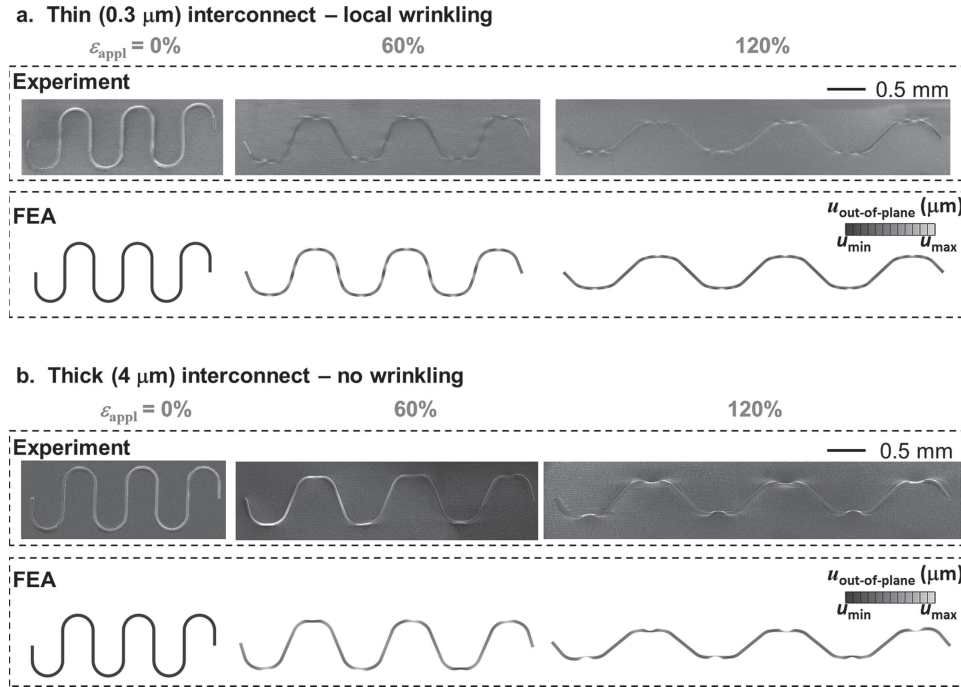 a. Thin (0.3 μm) interconnect – local wrinkling
εappl = 0% 60% 120%
Experiment
0.5 mm
FEA
uout-of-plane (μm)
umin umax
b. Thick (4 μm) interconnect – no wrinkling
εappl = 0% 60% 120%
Experiment
0.5 mm
FEA
uout-of-plane (μm)
umin umax